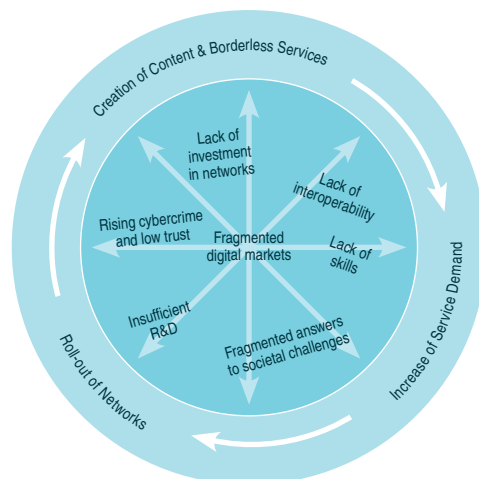 Creation of Content & Borderless Services
Lack of
investment
in networks
Lack of
interoperability
Rising cybercrime
and low trust
Fragmented
digital markets
Lack of
skills
Insufficient
R&D
Fragmented answers
to societal challenges
Increase of Service Demand
Roll-out of Networks